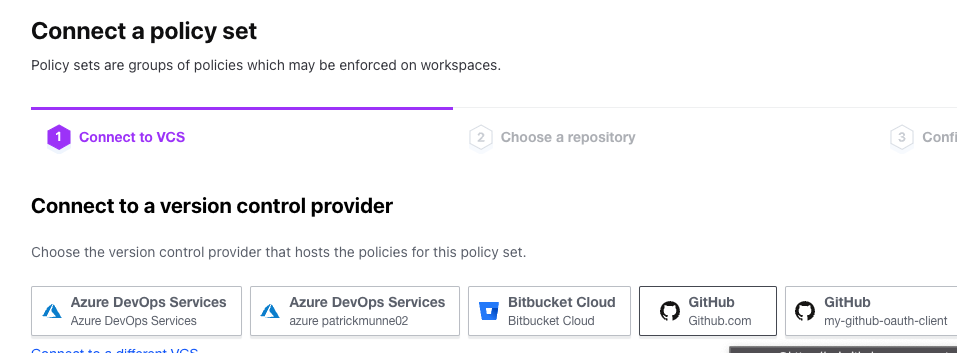 Connect a policy set
Policy sets are groups of policies which may be enforced on workspaces.
1 Connect to VCS
2 Choose a repository
3 Confi
Connect to a version control provider
Choose the version control provider that hosts the policies for this policy set.
Azure DevOps Services
Azure DevOps Services
Azure DevOps Services
azure patrickmunne02
Bitbucket Cloud
Bitbucket Cloud
GitHub
Github.com
GitHub
my-github-oauth-client
Connect to a different VCS